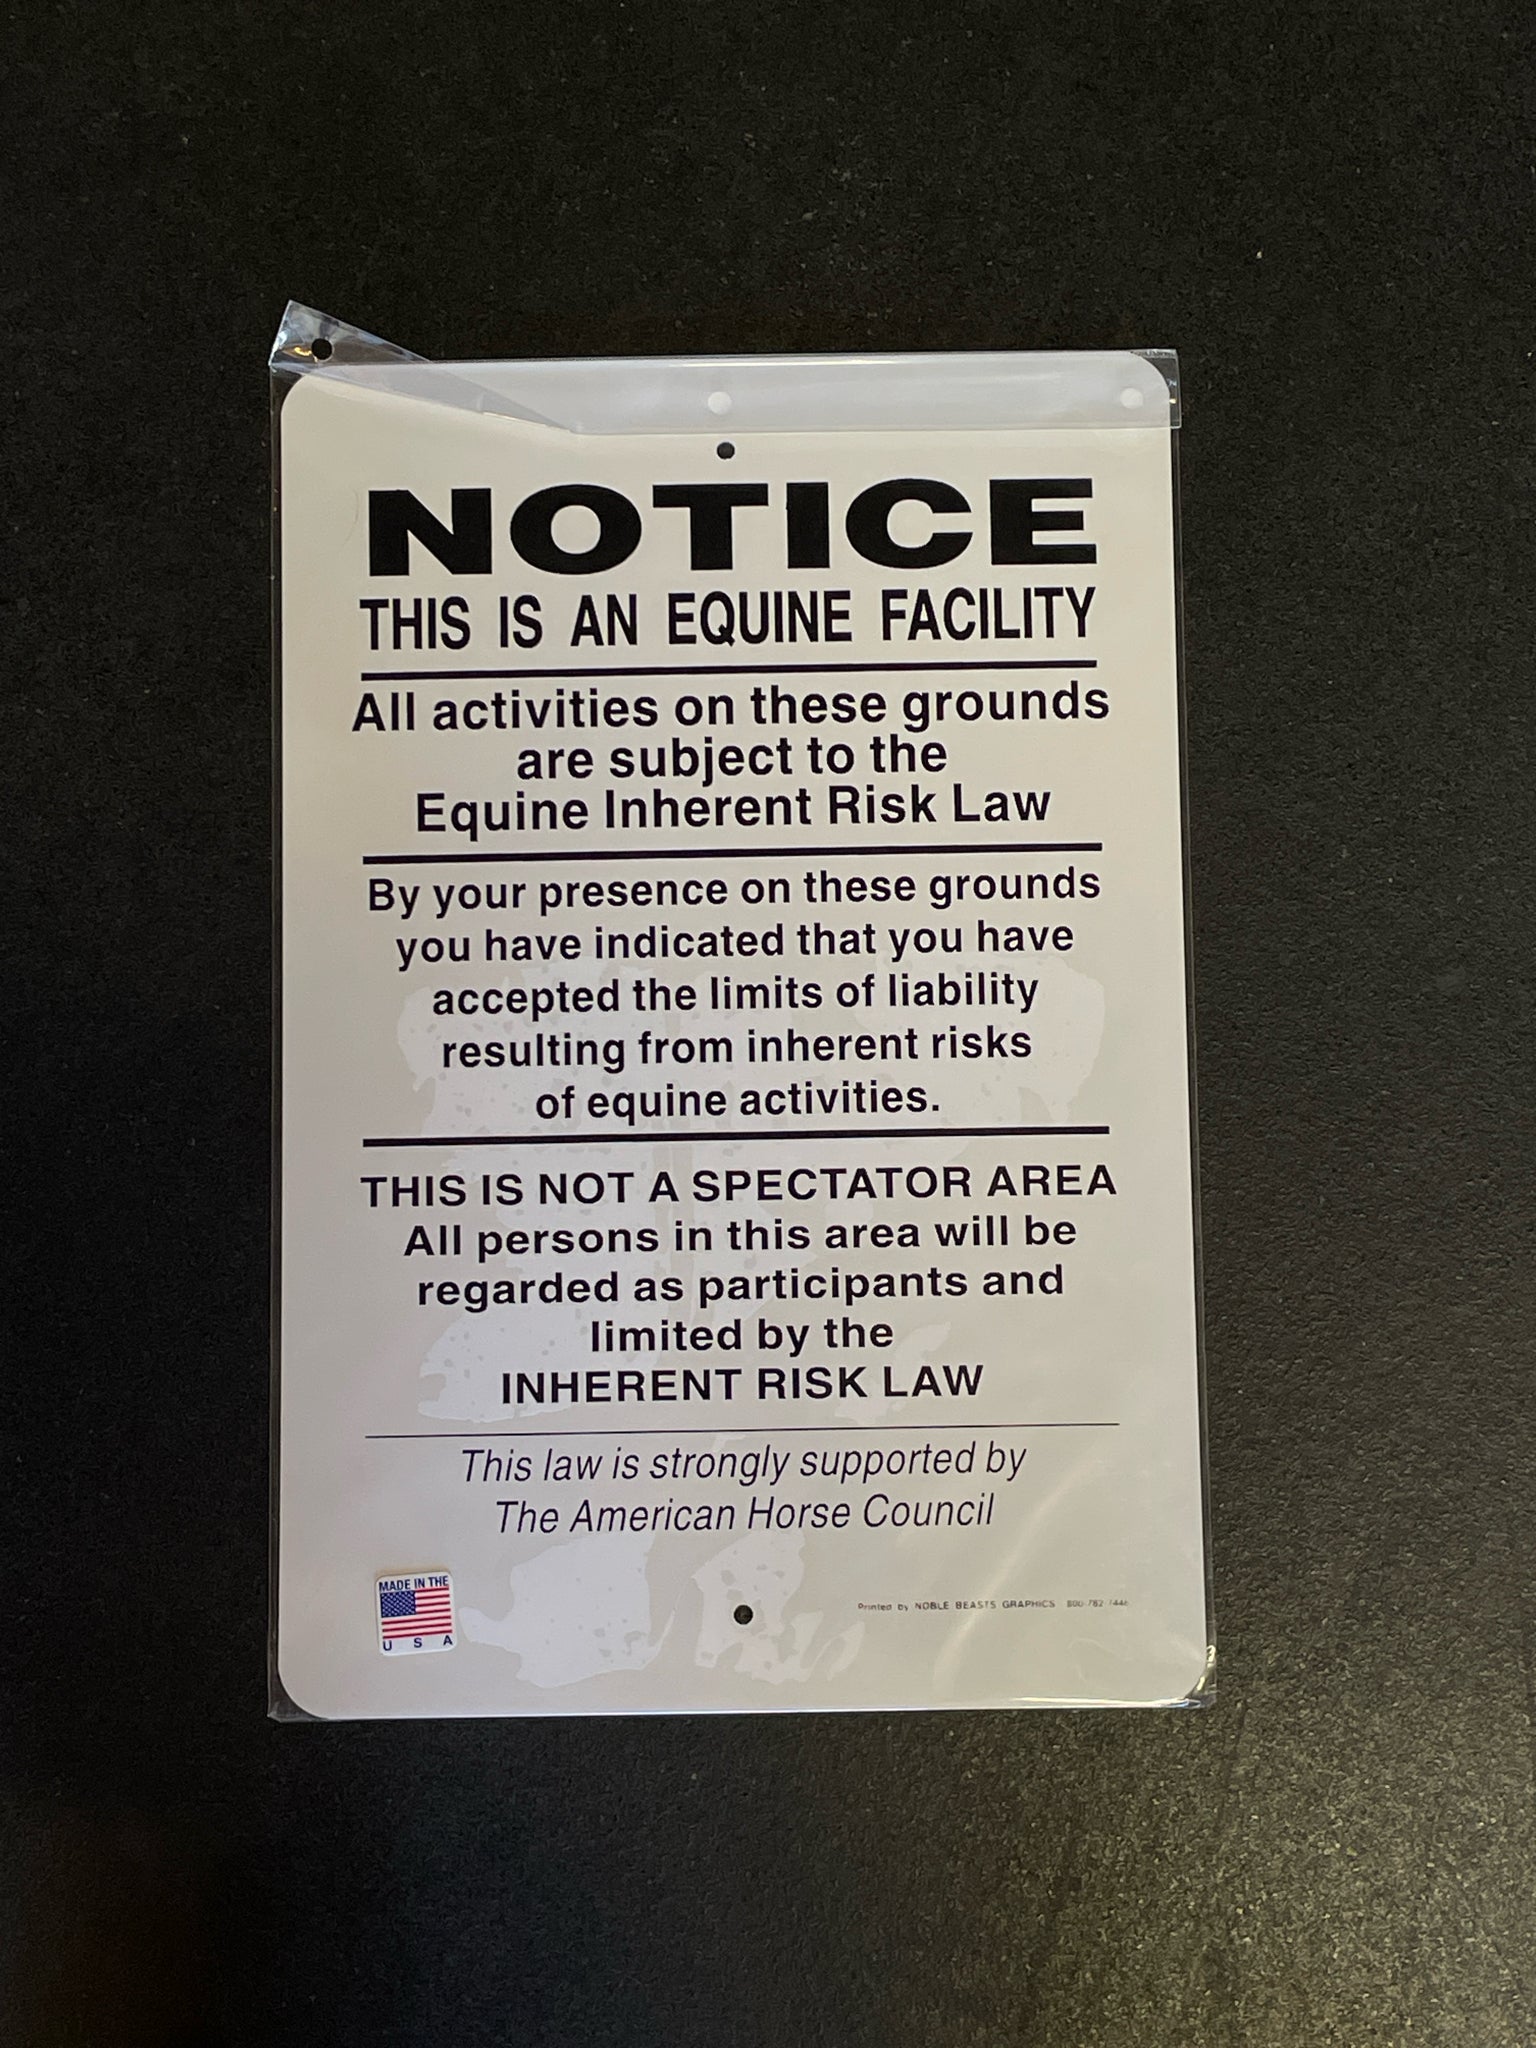 NOTICE
THIS IS AN EQUINE FACILITY
All activities on these grounds
are subject to the
Equine Inherent Risk Law
By your presence on these grounds
you have indicated that you have
accepted the limits of liability
resulting from inherent risks
of equine activities.
THIS IS NOT A SPECTATOR AREA
All persons in this area will be
regarded as participants and
limited by the
INHERENT RISK LAW
This law is strongly supported by
The American Horse Council
MADE IN THE
U S A
Printed by NOBLE BEASTS GRAPHICS